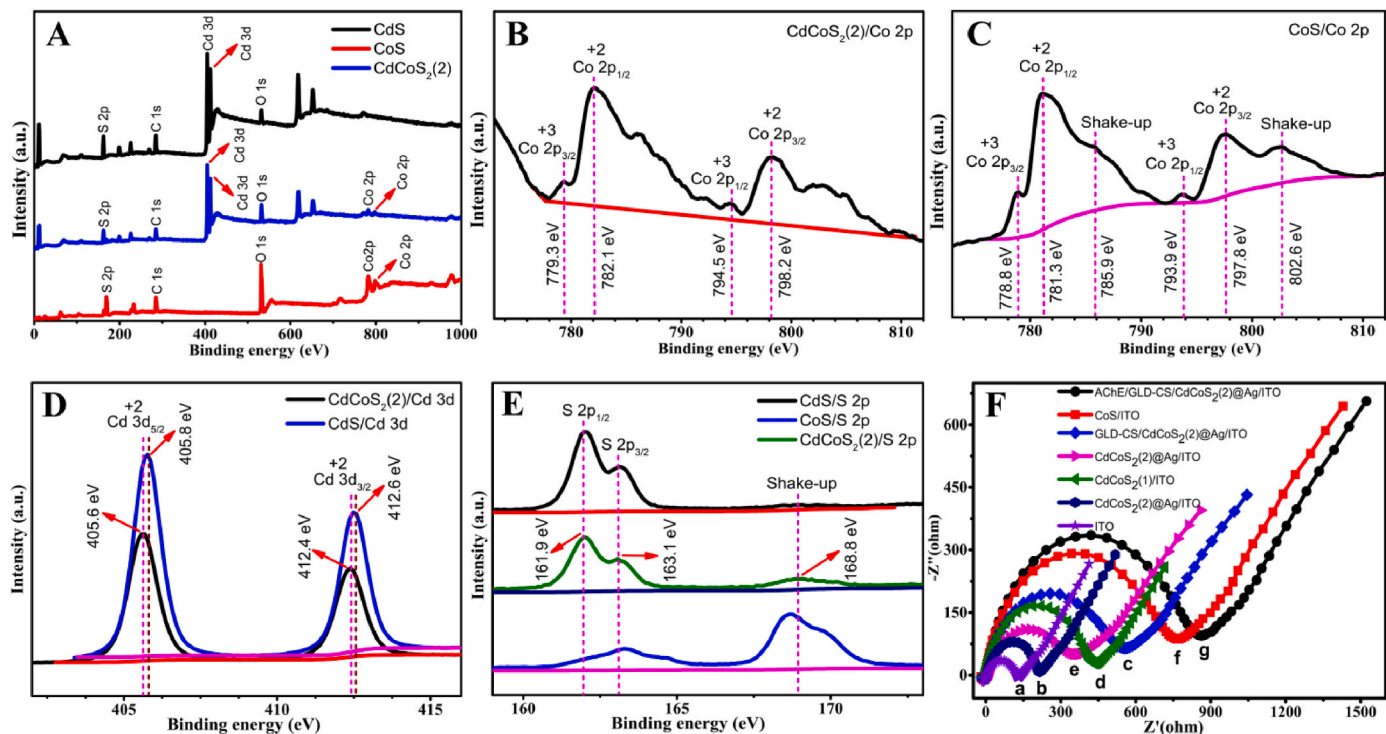 A
CdS
CoS
CdCoS₂(2)
Cd 3d
Cd 3d
S 2p
C 1s
O 1s
Cd 3d
Cd 3d
S 2p
C 1s
O 1s
Co 2p
Co 2p
S 2p
C 1s
O 1s
Co2p
Co 2p
Intensity (a.u.)
0 200 400 600 800 1000
Binding energy (eV)
B
CdCoS₂(2)/Co 2p
+2
Co 2p₁/₂
+3
Co 2p₃/₂
+2
Co 2p₃/₂
+3
Co 2p₁/₂
779.3 eV
782.1 eV
794.5 eV
798.2 eV
Intensity (a.u.)
780 790 800 810
Binding energy (eV)
C
CoS/Co 2p
+2
Co 2p₁/₂
Shake-up
+3
Co 2p₃/₂
+2
Co 2p₃/₂
Shake-up
+3
Co 2p₁/₂
778.8 eV
781.3 eV
785.9 eV
793.9 eV
797.8 eV
802.6 eV
Intensity (a.u.)
780 790 800 810
Binding energy (eV)
D
CdCoS₂(2)/Cd 3d
CdS/Cd 3d
+2
Cd 3d₅/₂
405.8 eV
405.6 eV
+2
Cd 3d₃/₂
412.6 eV
412.4 eV
Intensity (a.u.)
405 410 415
Binding energy (eV)
E
CdS/S 2p
CoS/S 2p
CdCoS₂(2)/S 2p
S 2p₁/₂
S 2p₃/₂
Shake-up
161.9 eV
163.1 eV
168.8 eV
Intensity (a.u.)
160 165 170
Binding energy (eV)
F
AChE/GLD-CS/CdCoS₂(2)@Ag/ITO
CoS/ITO
GLD-CS/CdCoS₂(2)@Ag/ITO
CdCoS₂(2)@Ag/ITO
CdCoS₂(1)/ITO
CdCoS₂(2)@Ag/ITO
ITO
-Z''(ohm)
-600
-450
300
150
0
a b e d c f g
0 300 600 900 1200 1500
Z'(ohm)